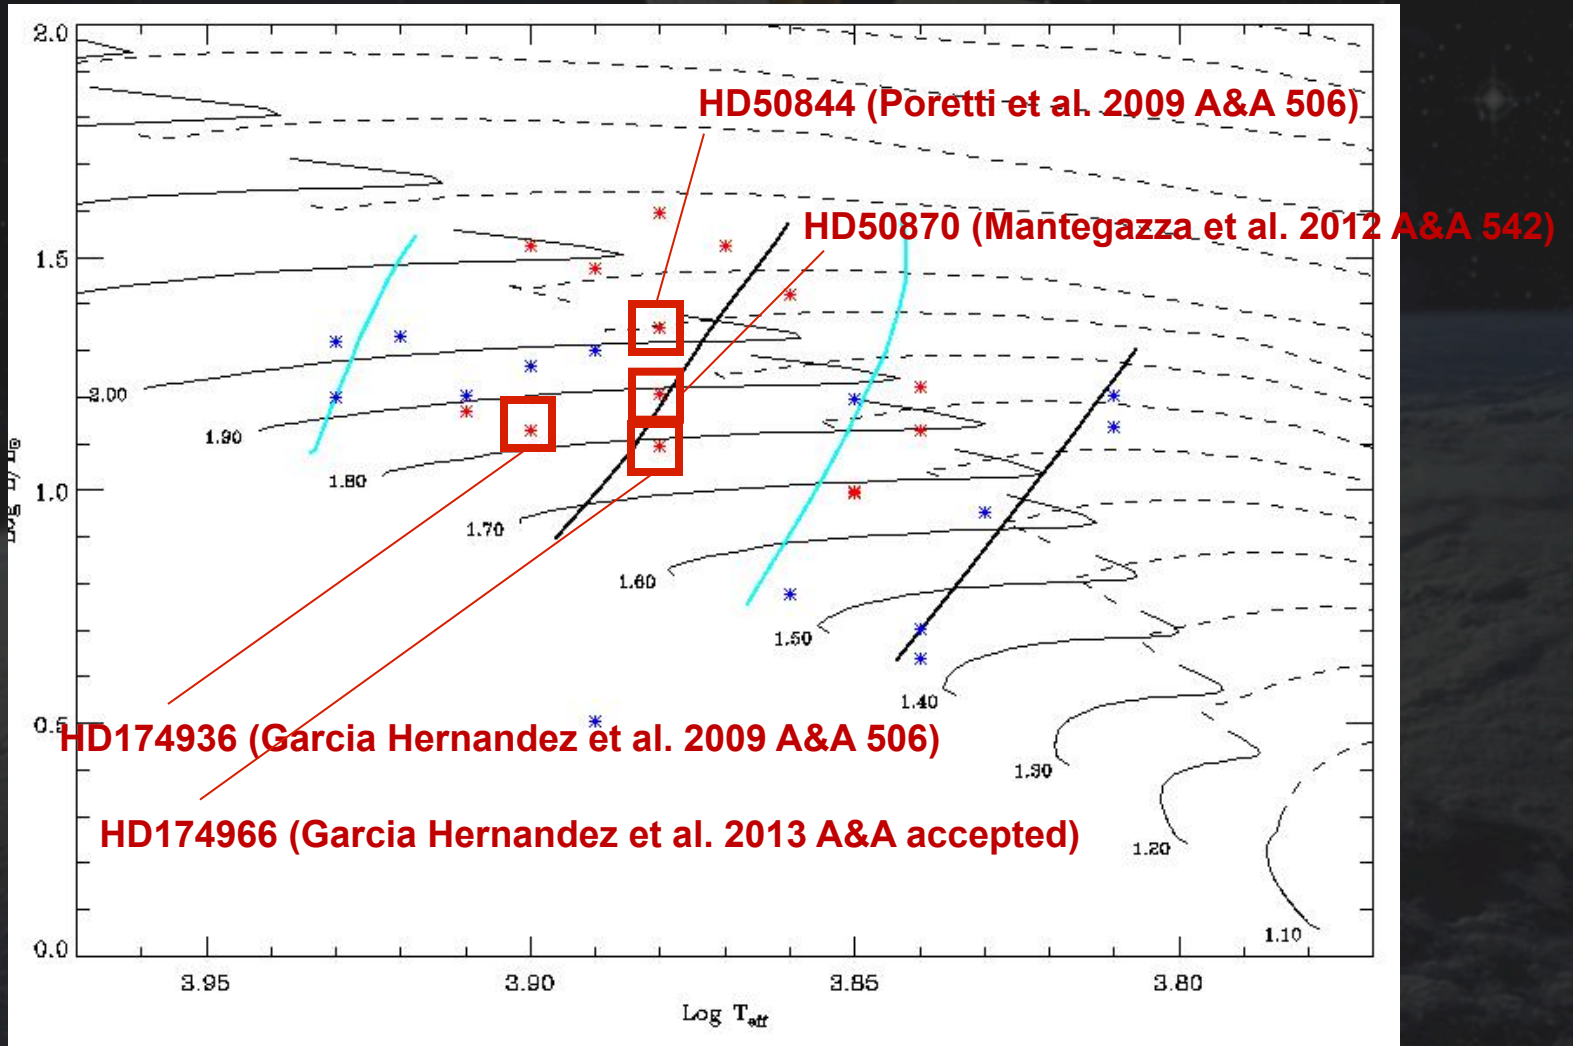 2.0
HD50844 (Poretti et al. 2009 A&A 506)
HD50870 (Mantegazza et al. 2012 A&A 542)
1.5
2.00
1.90
1.80
1.0
1.70
1.60
1.50
1.40
0.5
HD174936 (Garcia Hernandez et al. 2009 A&A 506)
1.30
HD174966 (Garcia Hernandez et al. 2013 A&A accepted)
1.20
1.10
0.0
3.95 3.90 3.85 3.80
Log T_eff
Log L/L⊙